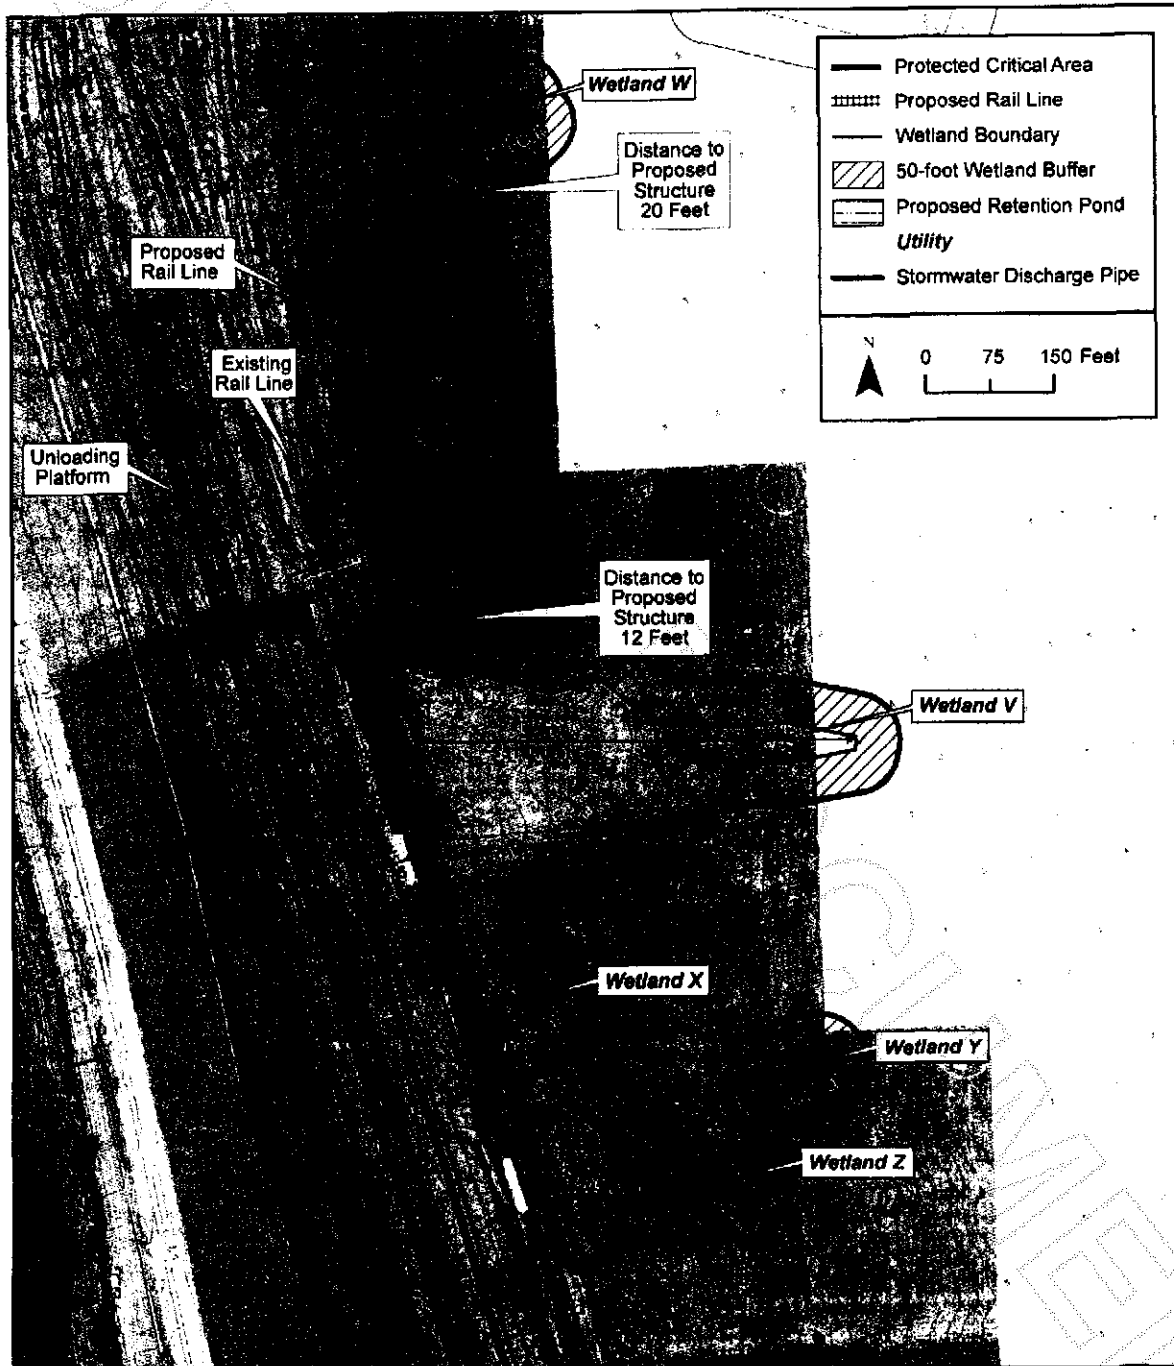 Wetland W
Distance to
Proposed
Structure
20 Feet
Protected Critical Area
Proposed Rail Line
Wetland Boundary
50-foot Wetland Buffer
Proposed Retention Pond
Utility
Stormwater Discharge Pipe
N
0 75 150 Feet
Proposed
Rail Line
Existing
Rail Line
Unloading
Platform
Distance to
Proposed
Structure
12 Feet
Wetland V
Wetland X
Wetland Y
Wetland Z